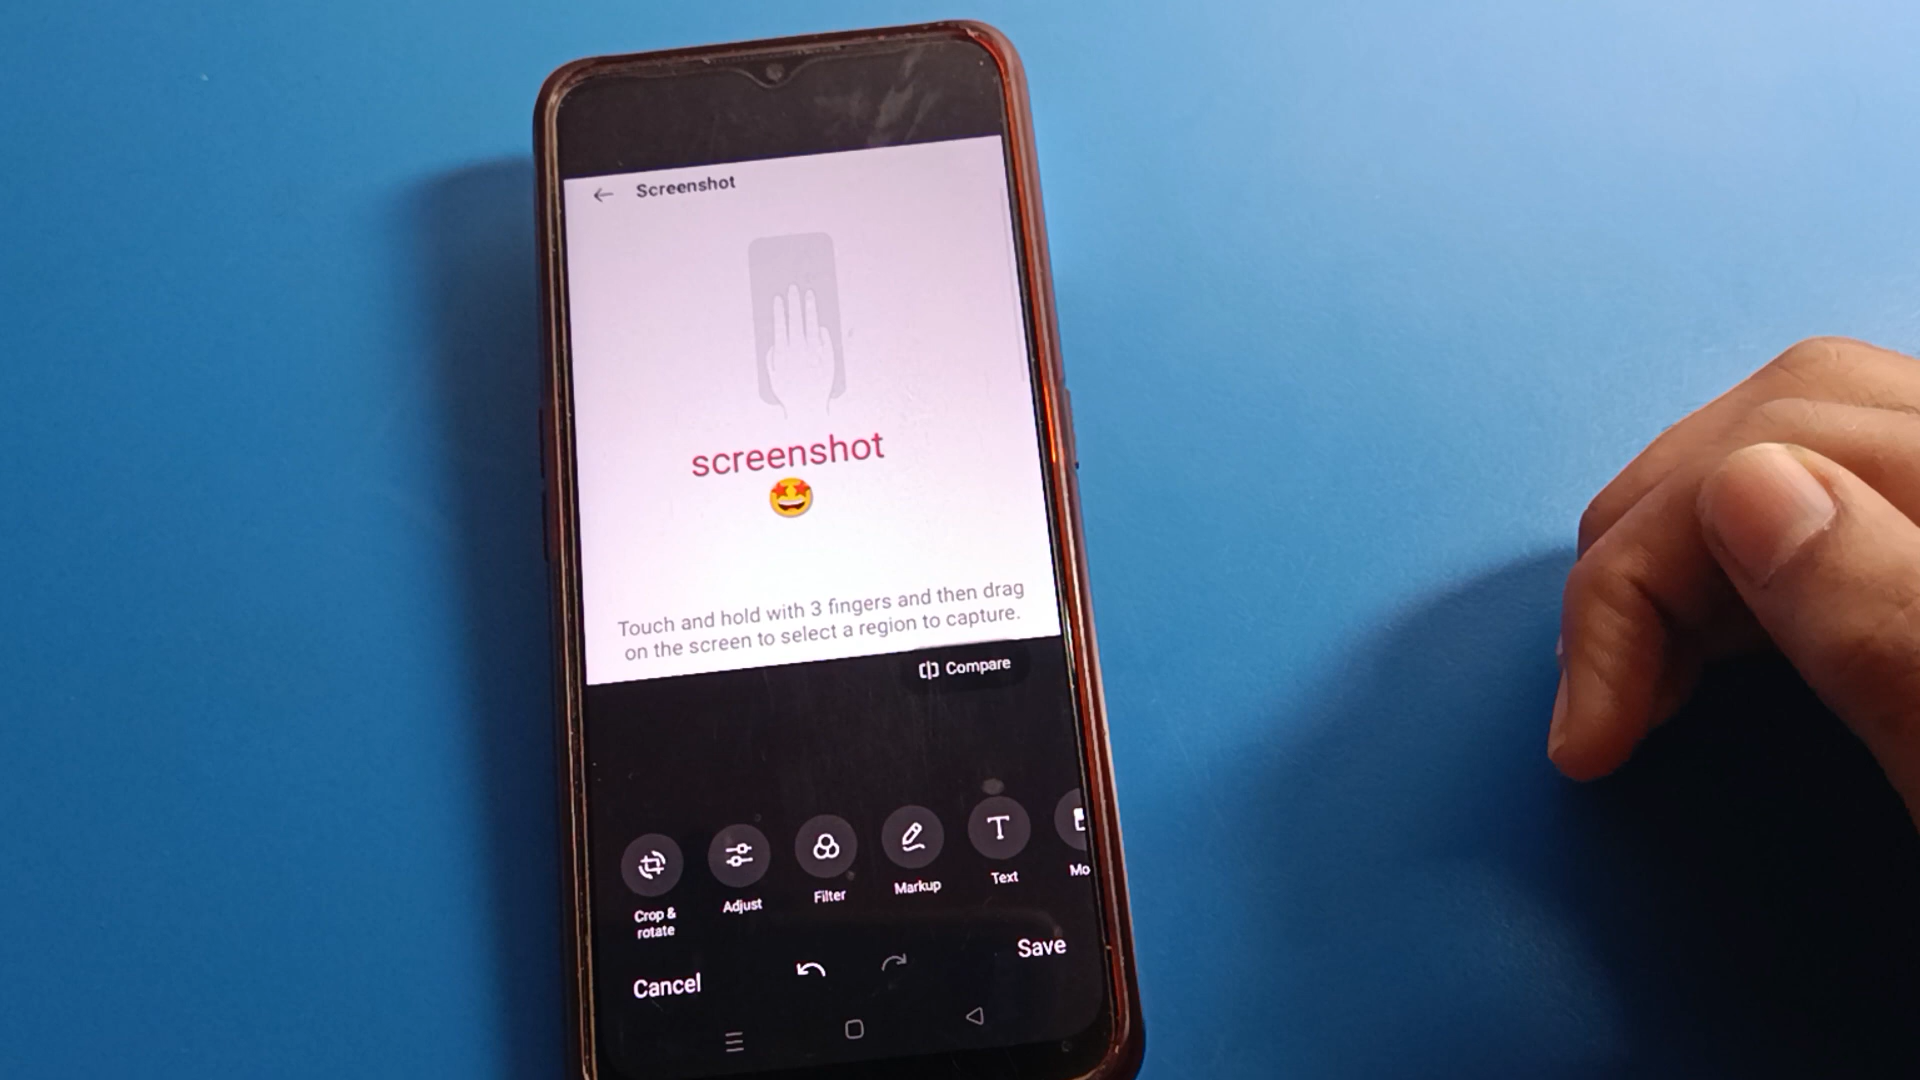 Screenshot
screenshot
🤩
Touch and hold with 3 fingers and then drag
on the screen to select a region to capture.
Compare
Crop &
rotate
Adjust
Filter
Markup
Text
Mo
Cancel
Save